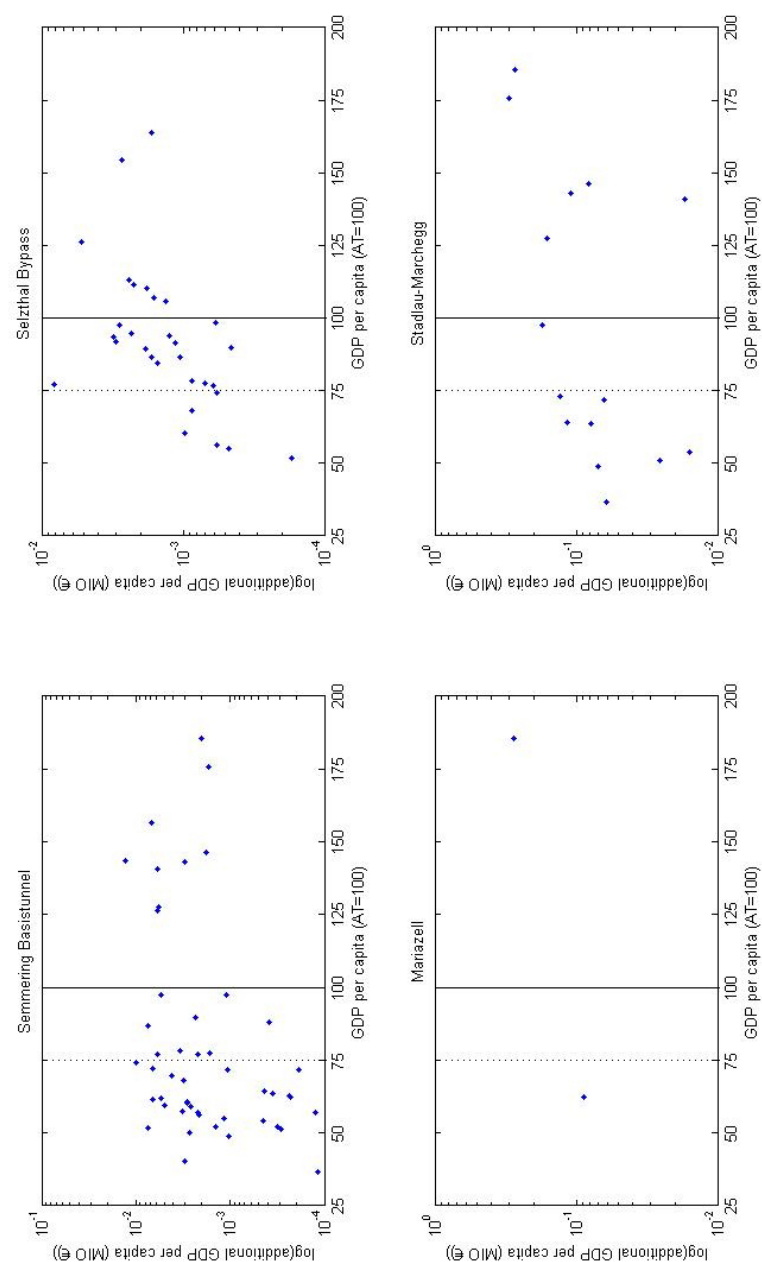 Semmering Basistunnel
log(additional GDP per capita (MIO €))
10⁻¹
10⁻²
10⁻³
10⁻⁴
25 50 75 100 125 150 175 200
GDP per capita (AT=100)
Selzthal Bypass
log(additional GDP per capita (MIO €))
10⁻²
10⁻³
10⁻⁴
25 50 75 100 125 150 175 200
GDP per capita (AT=100)
Mariazell
log(additional GDP per capita (MIO €))
10⁰
10⁻¹
10⁻²
25 50 75 100 125 150 175 200
GDP per capita (AT=100)
Stadlau-Marchegg
log(additional GDP per capita (MIO €))
10⁰
10⁻¹
10⁻²
25 50 75 100 125 150 175 200
GDP per capita (AT=100)